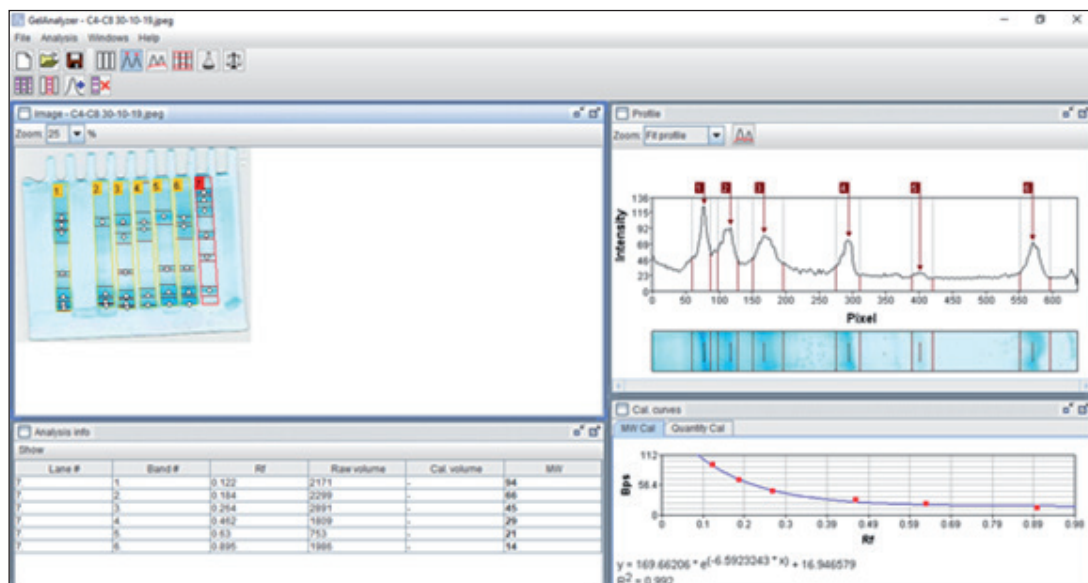 GelAnalyzer - C4-C8 30-10-19.jpeg
File Analysis Windows Help
Image - C4-C8 30-10-19.jpeg
Zoom: 25 %
1. 2. 3. 4. 5. 6. 7.
Profile
Zoom: Fit profile
1 2 3 4 5 6
Intensity
136
115
92
69
46
23
0
0 50 100 150 200 250 300 350 400 450 500 550 600
Pixel
Analysis info
Show
Lane # Band # Rf Raw volume Cal. volume MW
7 1. 0.122 2171 - 94
7 2. 0.184 2299 - 66
7 3. 0.264 2891 - 45
7 4. 0.462 1809 - 29
7 5. 0.63 753 - 21
7 6. 0.895 1986 - 14
Cal. curves
MW Cal Quantity Cal
Bps
112
58.4
0
0 0.1 0.2 0.3 0.39 0.49 0.59 0.69 0.79 0.89 0.98
Rf
y = 169.66206 * e(-6.5923243 * x) + 16.946579
R2 = 0.992